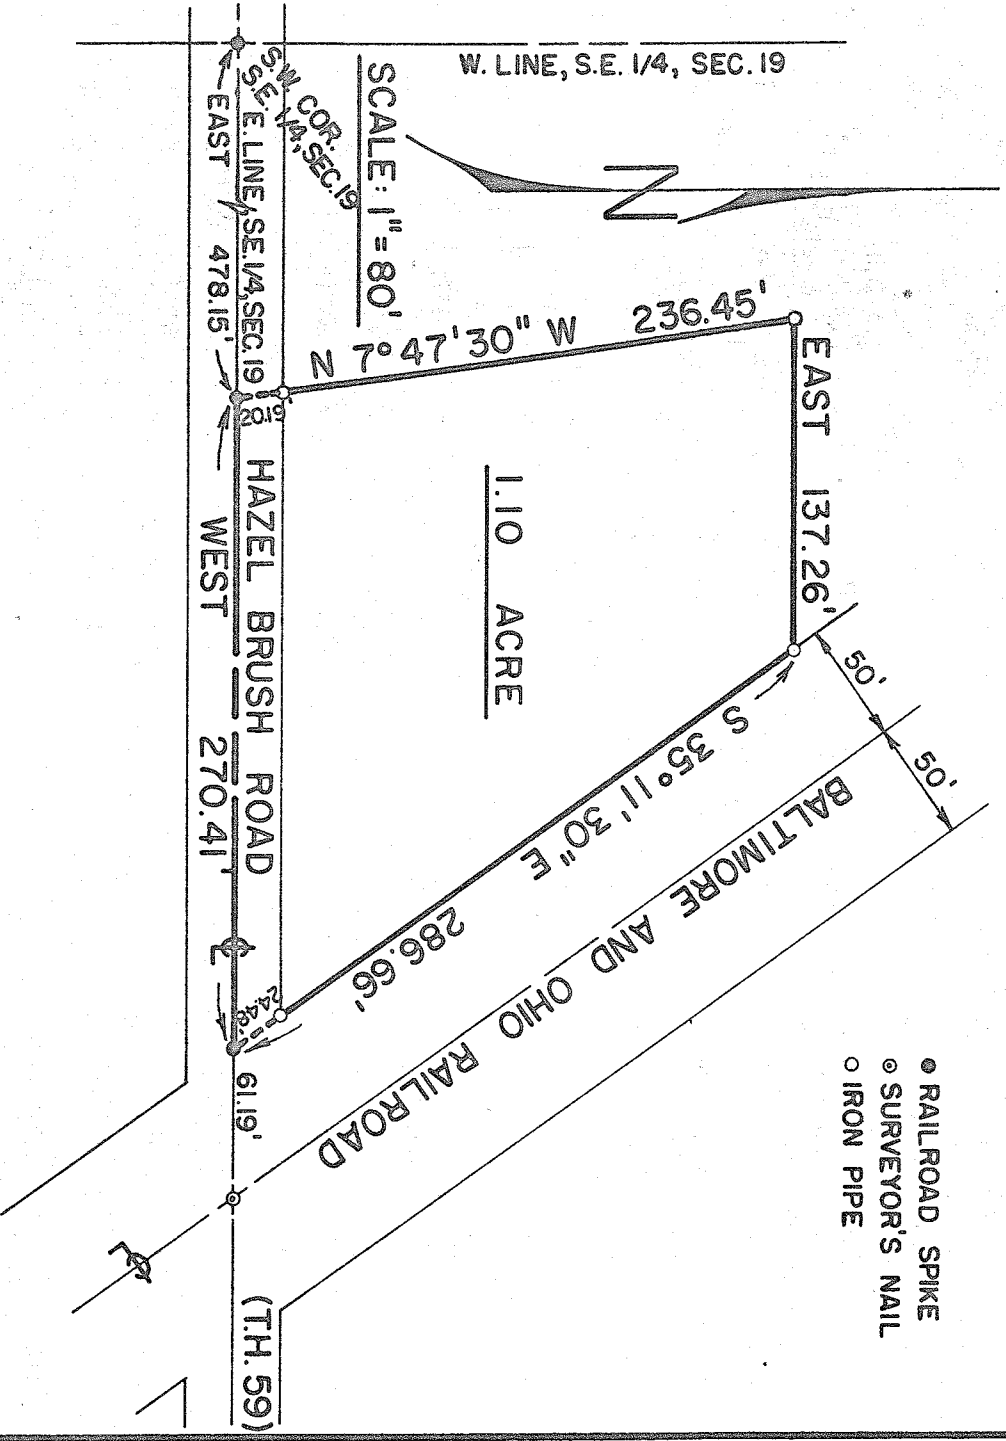 W. LINE, S.E. 1/4, SEC. 19
S.W. COR.
S.E. 1/4, SEC. 19
E. LINE, S.E. 1/4, SEC. 19
EAST 478.15'
SCALE: 1" = 80'
N
N 7° 47' 30" W 236.45'
20.19'
EAST 137.26'
1.10 ACRE
HAZEL BRUSH ROAD
WEST 270.41'
50'
50'
S 35° 11' 30" E 286.66'
24.48'
BALTIMORE AND OHIO RAILROAD
61.19'
(T.H. 59)
RAILROAD SPIKE
SURVEYOR'S NAIL
IRON PIPE